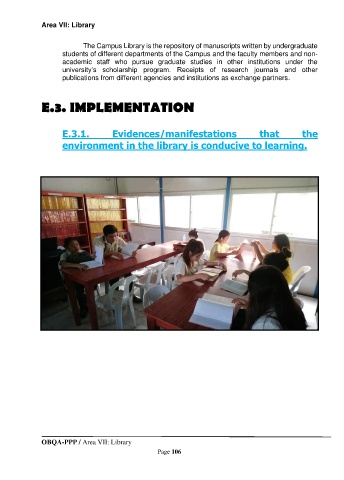 Area VII: Library
The Campus Library is the repository of manuscripts written by undergraduate
students of different departments of the Campus and the faculty members and non-
academic staff who pursue graduate studies in other institutions under the
university's scholarship program. Receipts of research journals and other
publications from different agencies and institutions as exchange partners.
E.3. IMPLEMENTATION
E.3.1. Evidences/manifestations that the
environment in the library is conducive to learning.
OBQA-PPP / Area VII: Library
Page 106